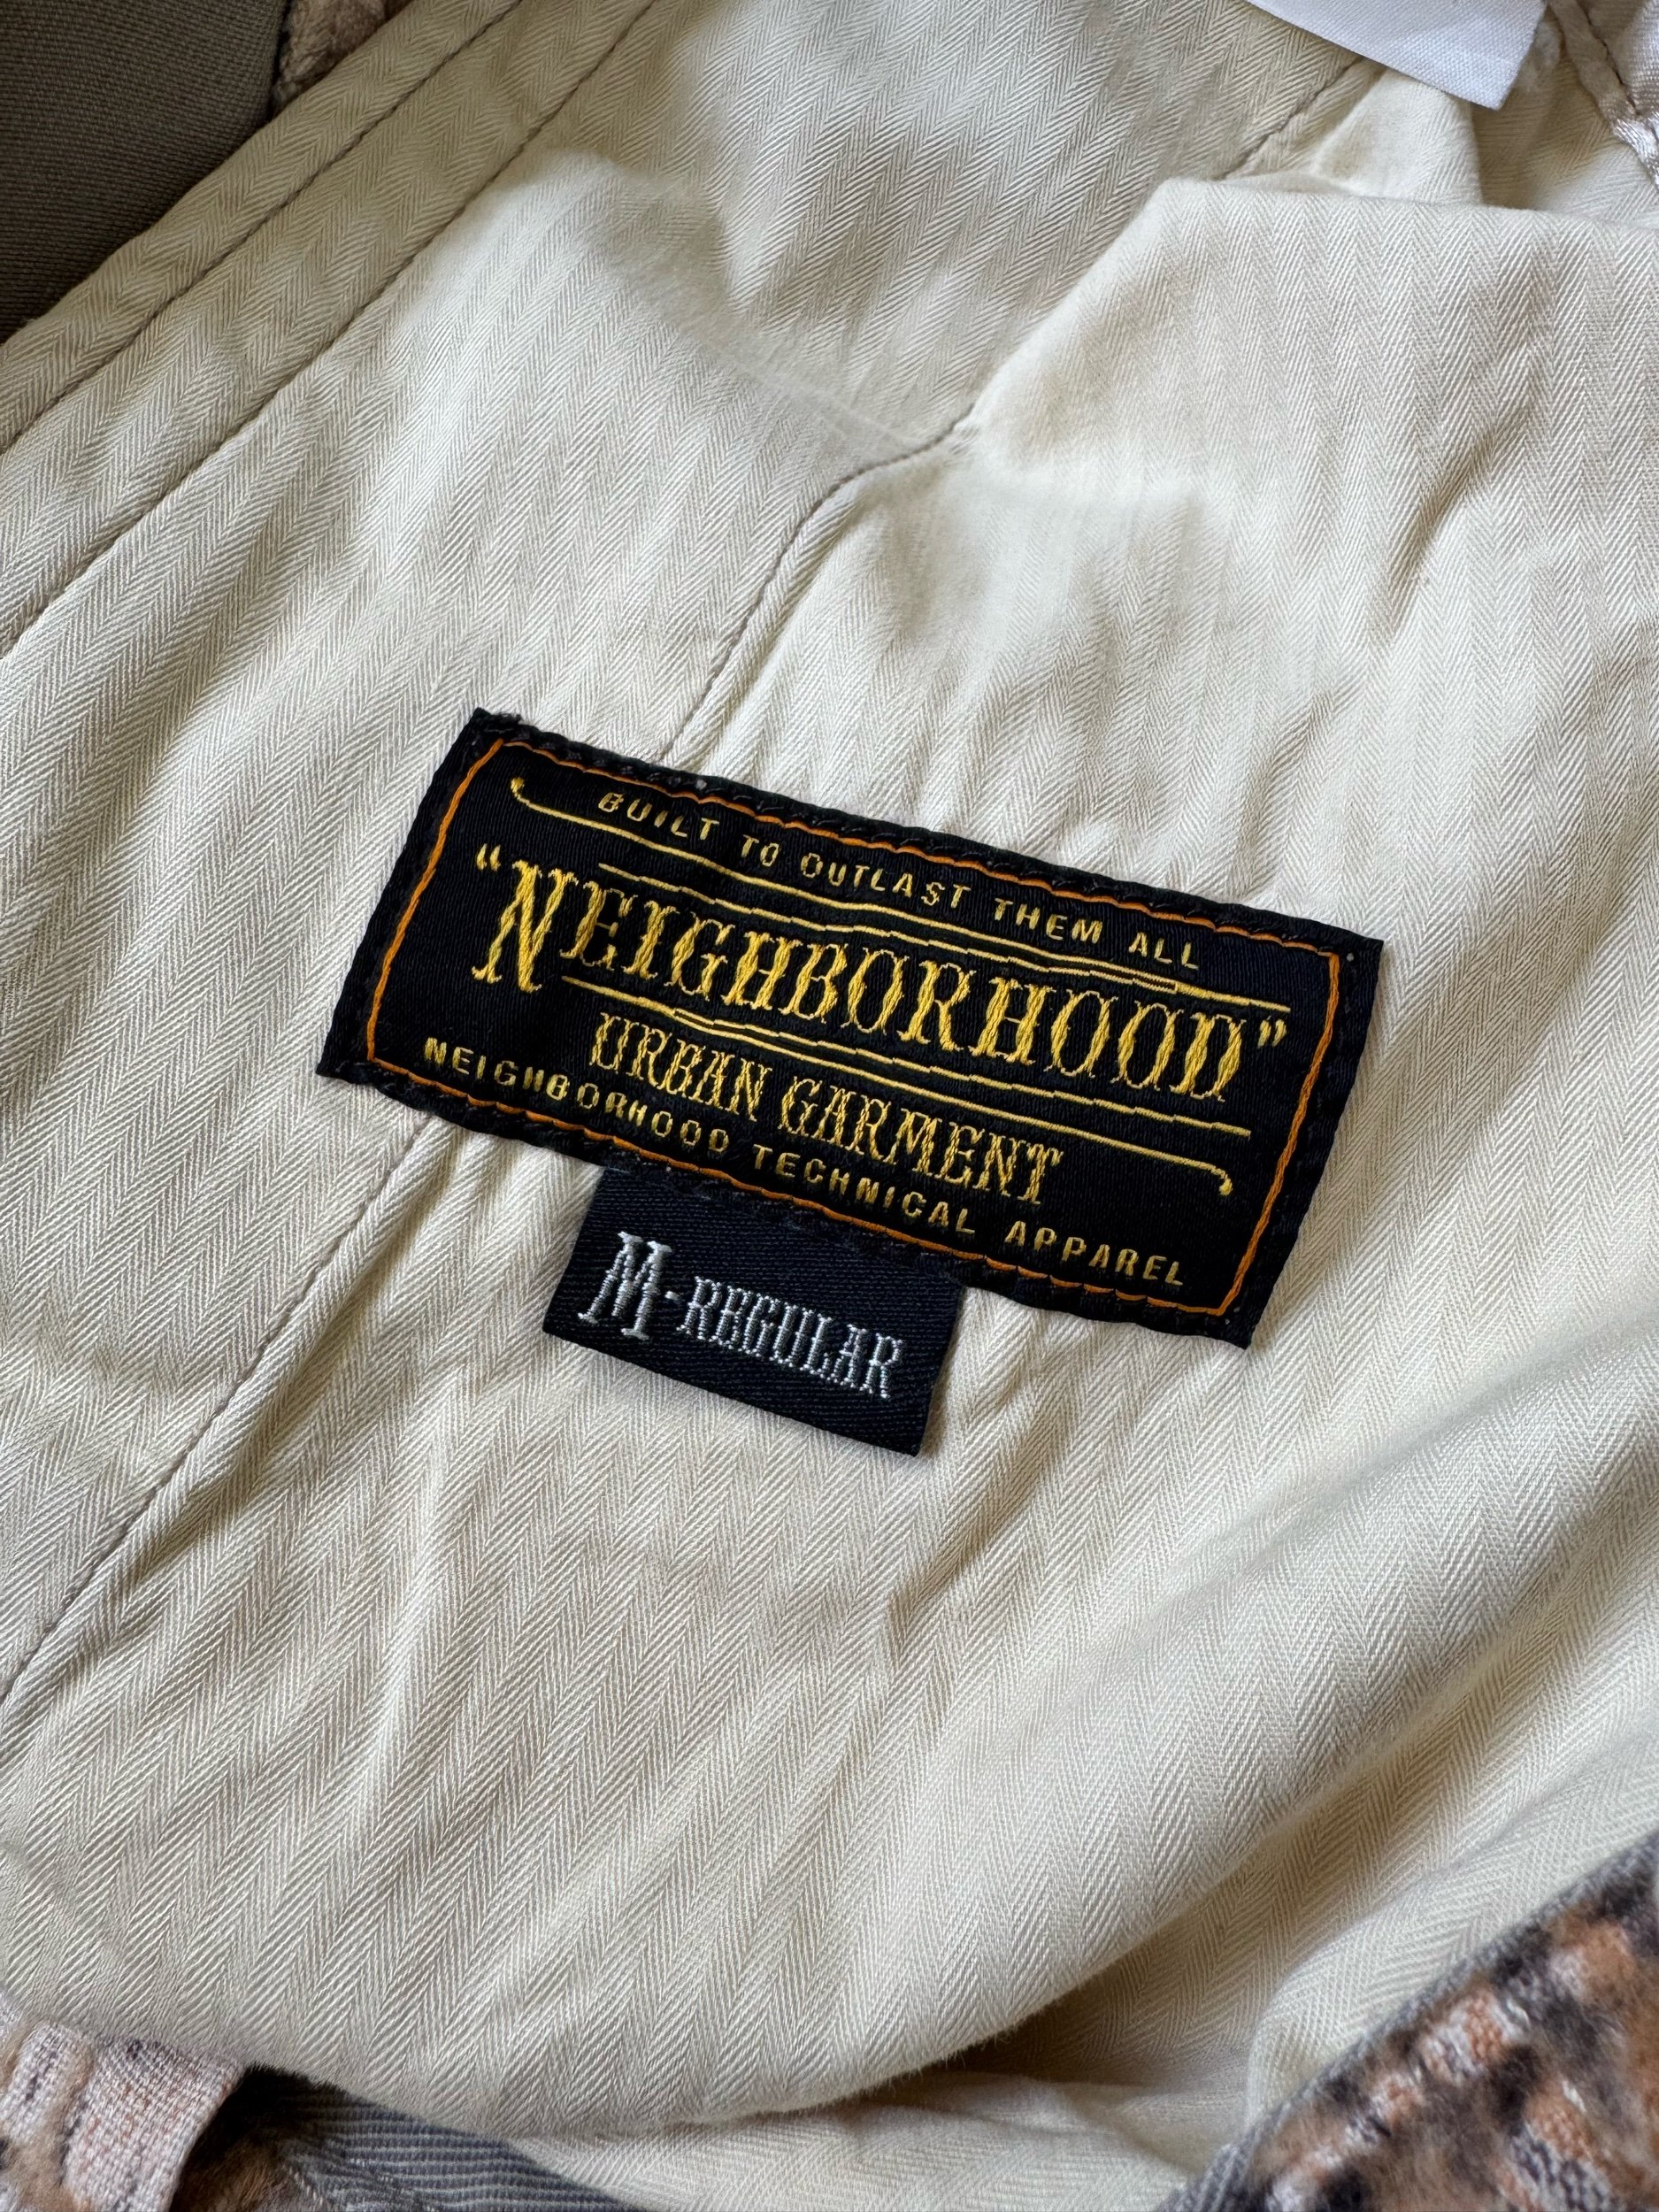 BUILT TO OUTLAST THEM ALL
"NEIGHBORHOOD"
URBAN GARMENT
NEIGHBORHOOD TECHNICAL APPAREL
M-REGULAR